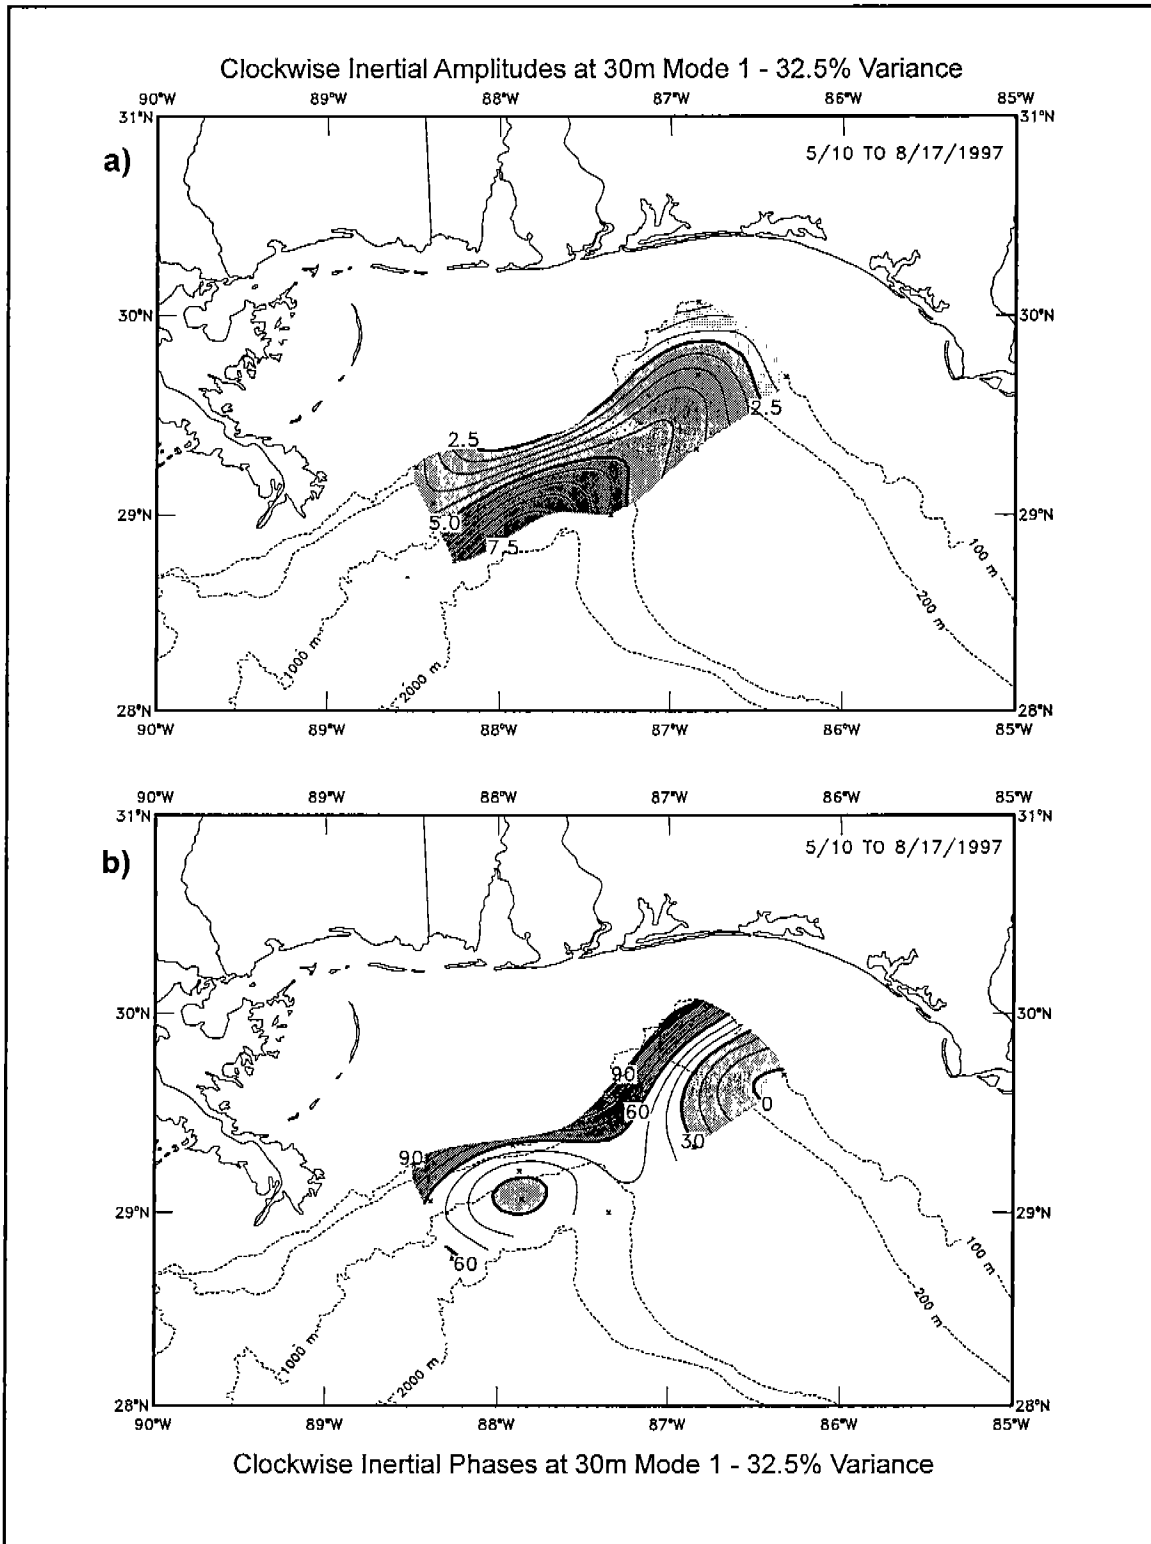 Clockwise Inertial Amplitudes at 30m Mode 1 - 32.5% Variance
90°W 89°W 88°W 87°W 86°W 85°W
31°N 31°N
a)
5/10 TO 8/17/1997
30°N 30°N
2.5
2.5
29°N 29°N
5.0
7.5
100 m
200 m
1000 m
2000 m
28°N 28°N
90°W 89°W 88°W 87°W 86°W 85°W
90°W 89°W 88°W 87°W 86°W 85°W
31°N 31°N
b)
5/10 TO 8/17/1997
30°N 30°N
90
60
0
30
90
29°N 29°N
60
100 m
200 m
1000 m
2000 m
28°N 28°N
90°W 89°W 88°W 87°W 86°W 85°W
Clockwise Inertial Phases at 30m Mode 1 - 32.5% Variance